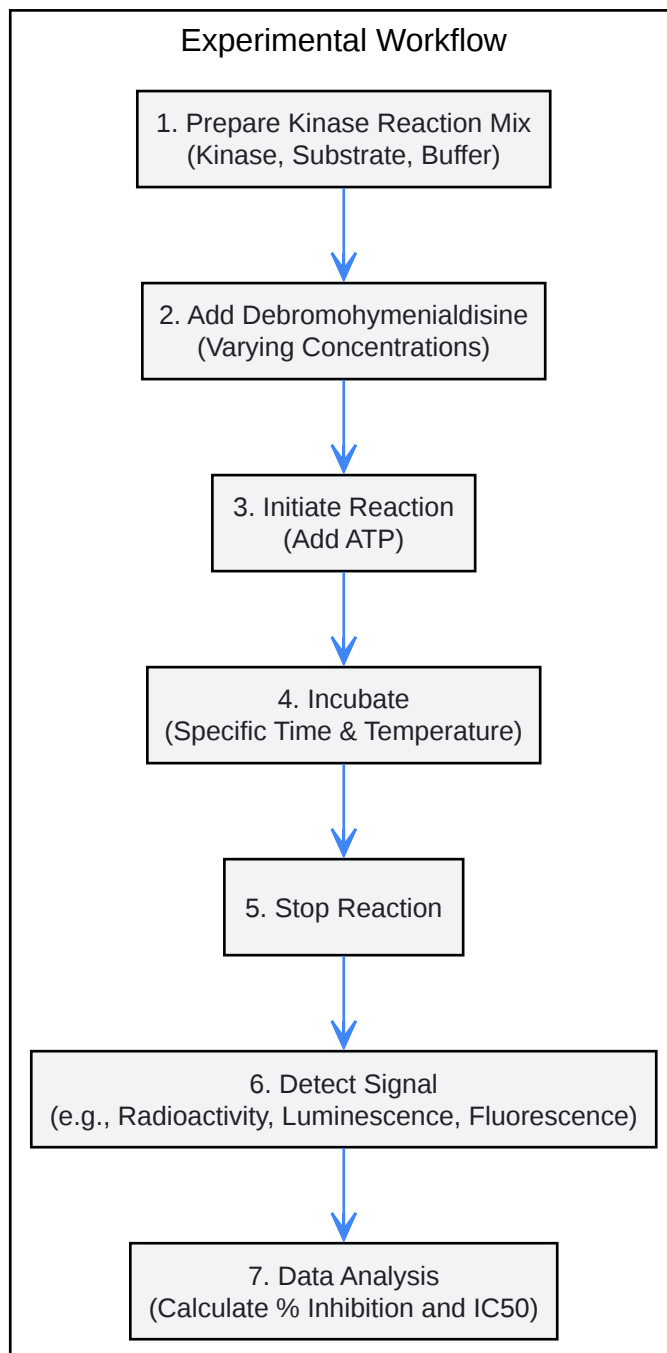 Experimental Workflow
1. Prepare Kinase Reaction Mix
(Kinase, Substrate, Buffer)
2. Add Debromohymenialdisine
(Varying Concentrations)
3. Initiate Reaction
(Add ATP)
4. Incubate
(Specific Time & Temperature)
5. Stop Reaction
6. Detect Signal
(e.g., Radioactivity, Luminescence, Fluorescence)
7. Data Analysis
(Calculate % Inhibition and IC50)